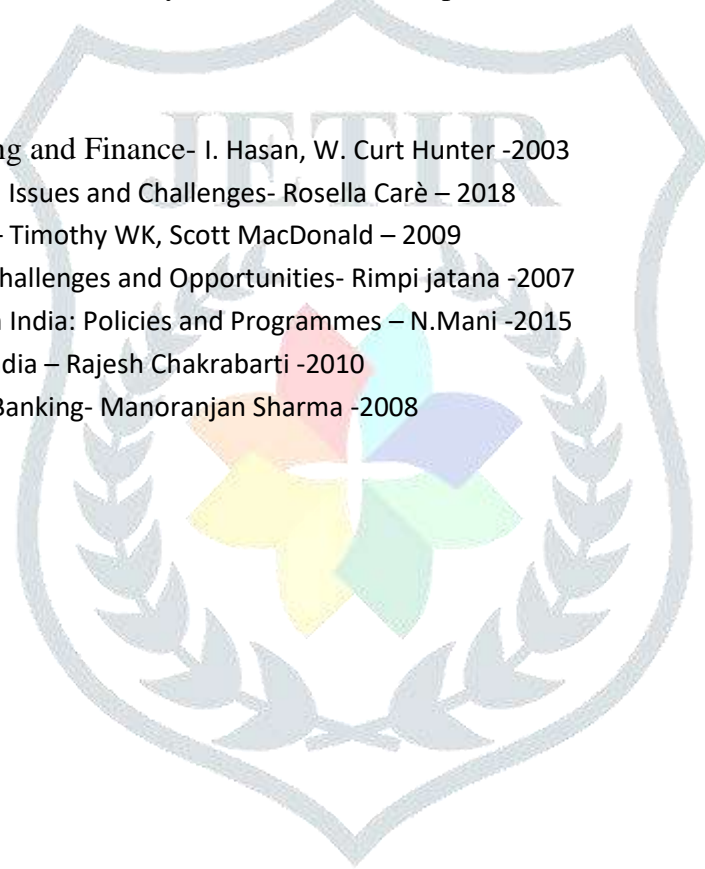 JETIR
ng and Finance- I. Hasan, W. Curt Hunter -2003
Issues and Challenges- Rosella Carè – 2018
- Timothy WK, Scott MacDonald – 2009
hallenges and Opportunities- Rimpi jatana -2007
India: Policies and Programmes – N.Mani -2015
dia – Rajesh Chakrabarti -2010
Banking- Manoranjan Sharma -2008